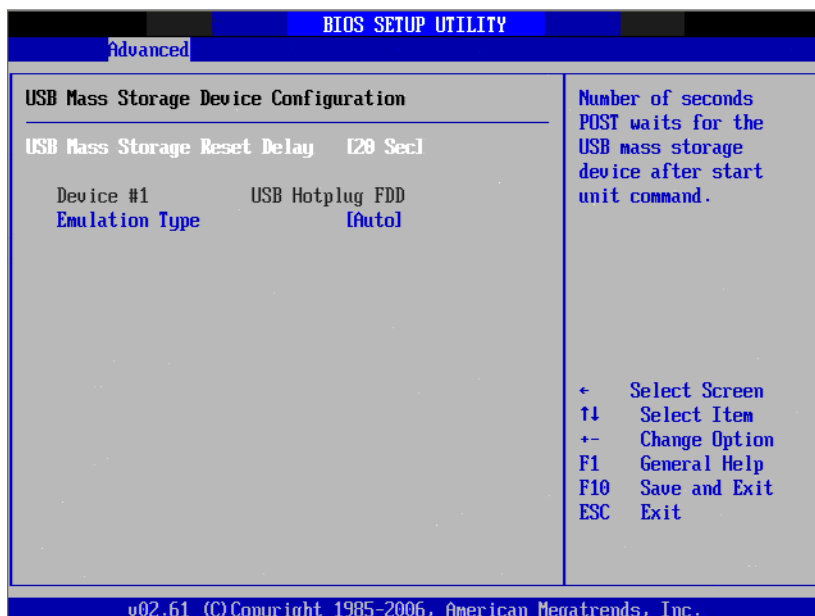 BIOS SETUP UTILITY
Advanced
USB Mass Storage Device Configuration
USB Mass Storage Reset Delay [20 Sec]
Device #1 USB Hotplug FDD
Emulation Type [Auto]
Number of seconds
POST waits for the
USB mass storage
device after start
unit command.
← Select Screen
↑↓ Select Item
+- Change Option
F1 General Help
F10 Save and Exit
ESC Exit
v02.61 (C)Copyright 1985-2006, American Megatrends, Inc.